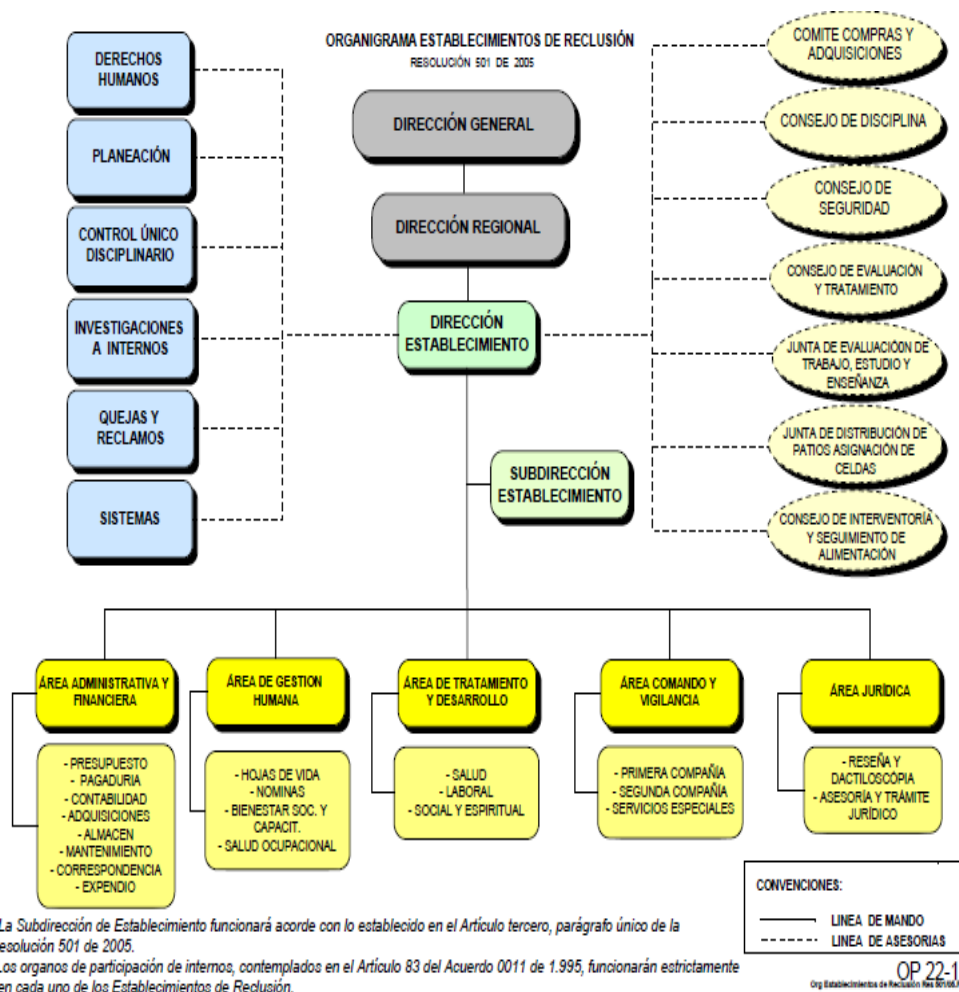 ORGANIGRAMA ESTABLECIMIENTOS DE RECLUSIÓN
RESOLUCIÓN 501 DE 2005
DIRECCIÓN GENERAL
DIRECCIÓN REGIONAL
DIRECCIÓN
ESTABLECIMIENTO
SUBDIRECCIÓN
ESTABLECIMIENTO
DERECHOS
HUMANOS
PLANEACIÓN
CONTROL ÚNICO
DISCIPLINARIO
INVESTIGACIONES
A INTERNOS
QUEJAS Y
RECLAMOS
SISTEMAS
COMITE COMPRAS Y
ADQUISICIONES
CONSEJO DE DISCIPLINA
CONSEJO DE
SEGURIDAD
CONSEJO DE EVALUACIÓN
Y TRATAMIENTO
JUNTA DE EVALUACIÓON DE
TRABAJO, ESTUDIO Y
ENSEÑANZA
JUNTA DE DISTRIBUCIÓN DE
PATIOS ASIGNACIÓN DE
CELDAS
CONSEJO DE INTERVENTORÍA
Y SEGUIMIENTO DE
ALIMENTACIÓN
ÁREA ADMINISTRATIVA Y
FINANCIERA
- PRESUPUESTO
- PAGADURIA
- CONTABILIDAD
- ADQUISICIONES
- ALMACEN
- MANTENIMIENTO
- CORRESPONDENCIA
- EXPENDIO
ÁREA DE GESTION
HUMANA
- HOJAS DE VIDA
- NOMINAS
- BIENESTAR SOC. Y
CAPACIT.
- SALUD OCUPACIONAL
ÁREA DE TRATAMIENTO
Y DESARROLLO
- SALUD
- LABORAL
- SOCIAL Y ESPIRITUAL
ÁREA COMANDO Y
VIGILANCIA
- PRIMERA COMPAÑÍA
- SEGUNDA COMPAÑÍA
- SERVICIOS ESPECIALES
ÁREA JURÍDICA
- RESEÑA Y
DACTILOSCÓPIA
- ASESORÍA Y TRÁMITE
JURÍDICO
CONVENCIONES:
LINEA DE MANDO
LINEA DE ASESORIAS
La Subdirección de Establecimiento funcionará acorde con lo establecido en el Artículo tercero, parágrafo único de la
esolución 501 de 2005.
Los organos de participación de internos, contemplados en el Artículo 83 del Acuerdo 0011 de 1.995, funcionarán estrictamente
en cada uno de los Establecimientos de Reclusión.
OP 22-1
Org Establecimientos de Reclusión Res